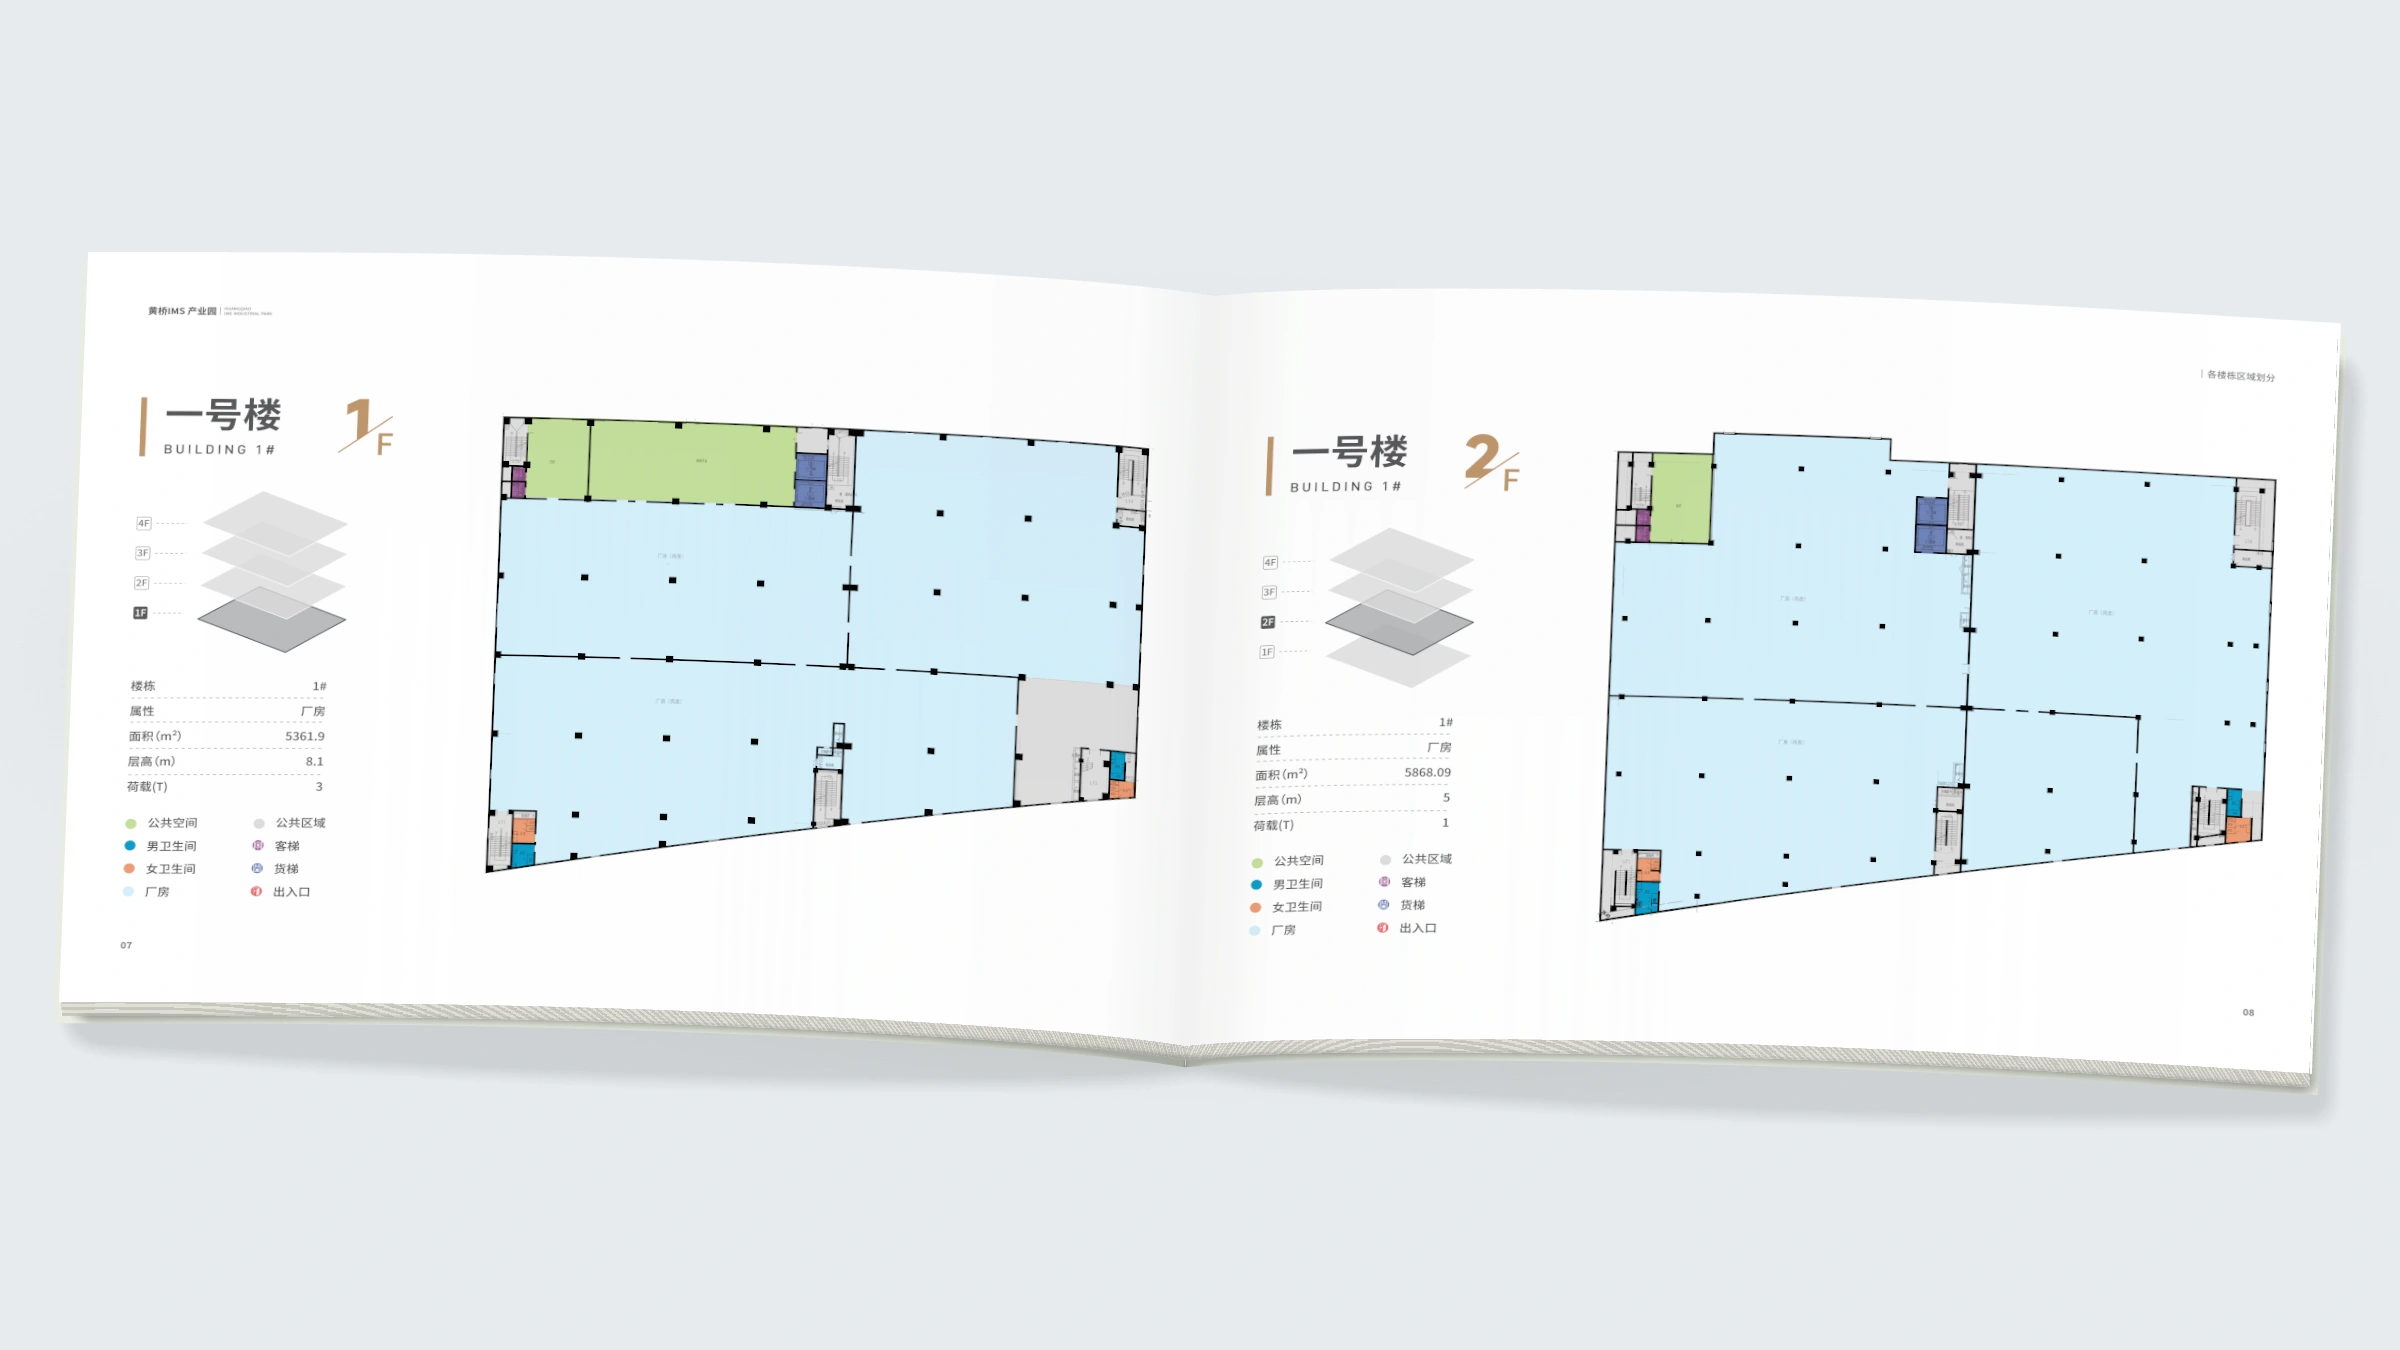 黄桥IMS 产业园
HUANGQIAO
IMS INDUSTRIAL PARK
一号楼
BUILDING 1#
1/F
4F
3F
2F
1F
楼栋 1#
属性 厂房
面积(m²) 5361.9
层高(m) 8.1
荷载(T) 3
公共空间 公共区域
男卫生间 客梯
女卫生间 货梯
厂房 出入口
07
各楼栋区域划分
一号楼
BUILDING 1#
2/F
4F
3F
2F
1F
楼栋 1#
属性 厂房
面积(m²) 5868.09
层高(m) 5
荷载(T) 1
公共空间 公共区域
男卫生间 客梯
女卫生间 货梯
厂房 出入口
08